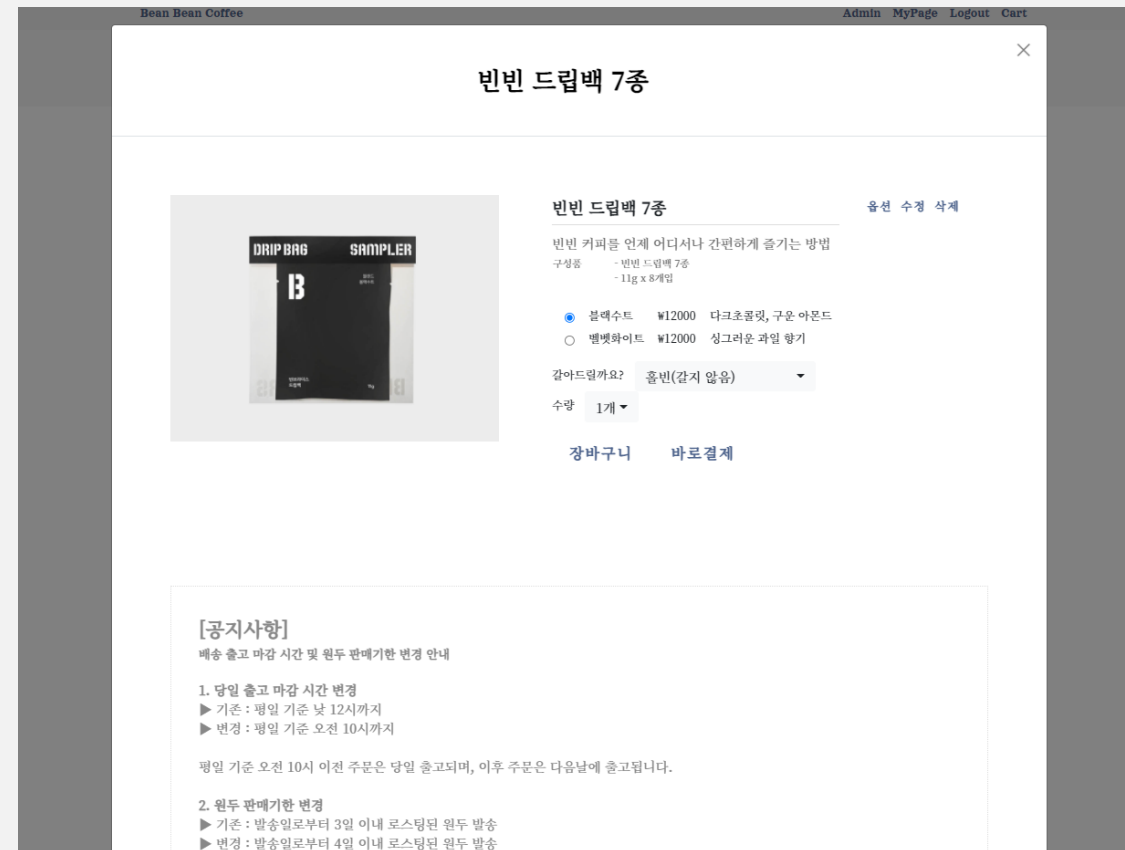 Bean Bean Coffee
Admin MyPage Logout Cart
빈빈 드립백 7종
DRIP BAG SAMPLER
B
빈빈 드립백 7종
옵션 수정 삭제
빈빈 커피를 언제 어디서나 간편하게 즐기는 방법
구성품 - 빈빈 드립백 7종
- 11g x 8개입
블랙수트 ₩12000 다크초콜릿, 구운 아몬드
벨벳화이트 ₩12000 싱그러운 과일 향기
갈아드릴까요? 홀빈(갈지 않음)
수량 1개
장바구니 바로결제
[공지사항]
배송 출고 마감 시간 및 원두 판매기한 변경 안내
1. 당일 출고 마감 시간 변경
▶ 기존 : 평일 기준 낮 12시까지
▶ 변경 : 평일 기준 오전 10시까지
평일 기준 오전 10시 이전 주문은 당일 출고되며, 이후 주문은 다음날에 출고됩니다.
2. 원두 판매기한 변경
▶ 기존 : 발송일로부터 3일 이내 로스팅된 원두 발송
▶ 변경 : 발송일로부터 4일 이내 로스팅된 원두 발송